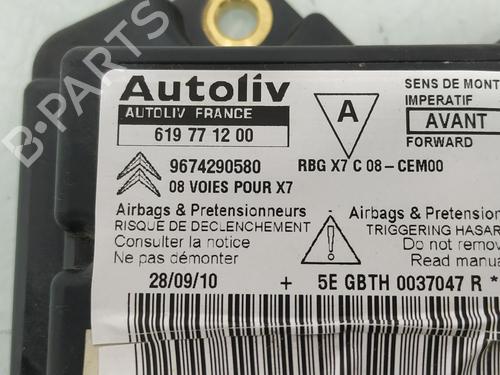 B-PARTS
Autoliv
AUTOLIV FRANCE
619 77 12 00
A
SENS DE MONT
IMPERATIF
AVANT
FORWARD
9674290580
RBG X7 C 08-CEM00
08 VOIES POUR X7
Airbags & Pretensionneurs
RISQUE DE DECLENCHEMENT
Consulter la notice
Ne pas démonter
Airbags & Pretension
TRIGGERING HASAR
Do not remov
Read manua
28/09/10 + 5E GBTH 0037047 R *